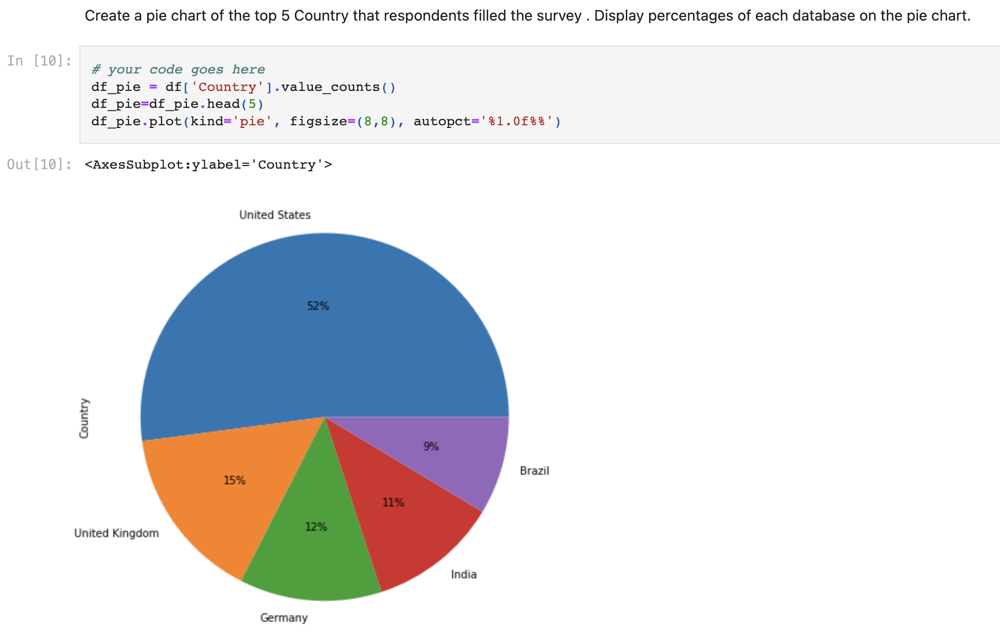 Create a pie chart of the top 5 Country that respondents filled the survey . Display percentages of each database on the pie chart.
In [10]:
# your code goes here
df_pie = df['Country'].value_counts()
df_pie=df_pie.head(5)
df_pie.plot(kind='pie', figsize=(8,8), autopct='%1.0f%%')
Out[10]: <AxesSubplot:ylabel='Country'>
United States
52%
Country
9%
Brazil
15%
11%
12%
United Kingdom
India
Germany